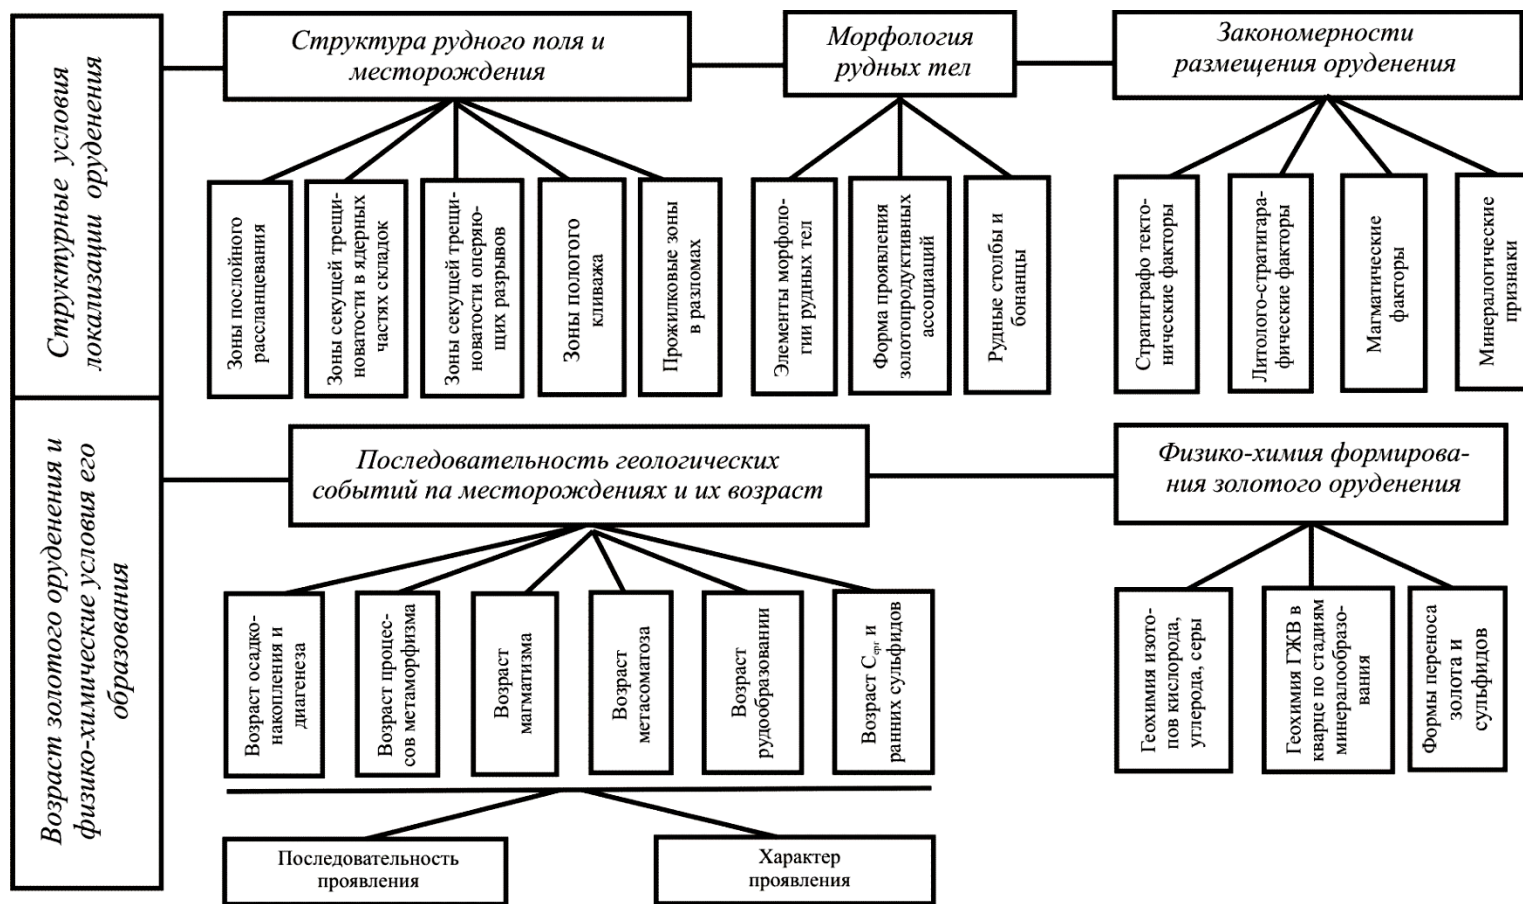 Структурные условия
локализации оруденения
Структура рудного поля и
месторождения
Морфология
рудных тел
Закономерности
размещения оруденения
Зоны послойного
рассланцевания
Зоны секущей трещи-
новатости в ядерных
частях складок
Зоны секущей трещи-
новатости оперяю-
щих разрывов
Зоны пологого
кливажа
Прожилковые зоны
в разломах
Элементы морфоло-
гии рудных тел
Форма проявления
золотопродуктивных
ассоциаций
Рудные столбы и
бонанцы
Стратиграфо текто-
нические факторы
Литолого-стратигара-
фические факторы
Магматические
факторы
Минералогические
признаки
Возраст золотого оруденения и
физико-химические условия его
образования
Последовательность геологических
событий па месторождениях и их возраст
Физико-химия формирова-
ния золотого оруденения
Возраст осадко-
накопления и
диагенеза
Возраст процес-
сов метаморфизма
Возраст
магматизма
Возраст
метасоматоза
Возраст
рудообразовании
Возраст С и
ранних сульфидов
Геохимия изото-
пов кислорода,
углерода, серы
Геохимия ГЖВ в
кварце по стадиям
минералообразо-
вания
Формы переноса
золота и
сульфидов
Последовательность
проявления
Характер
проявления